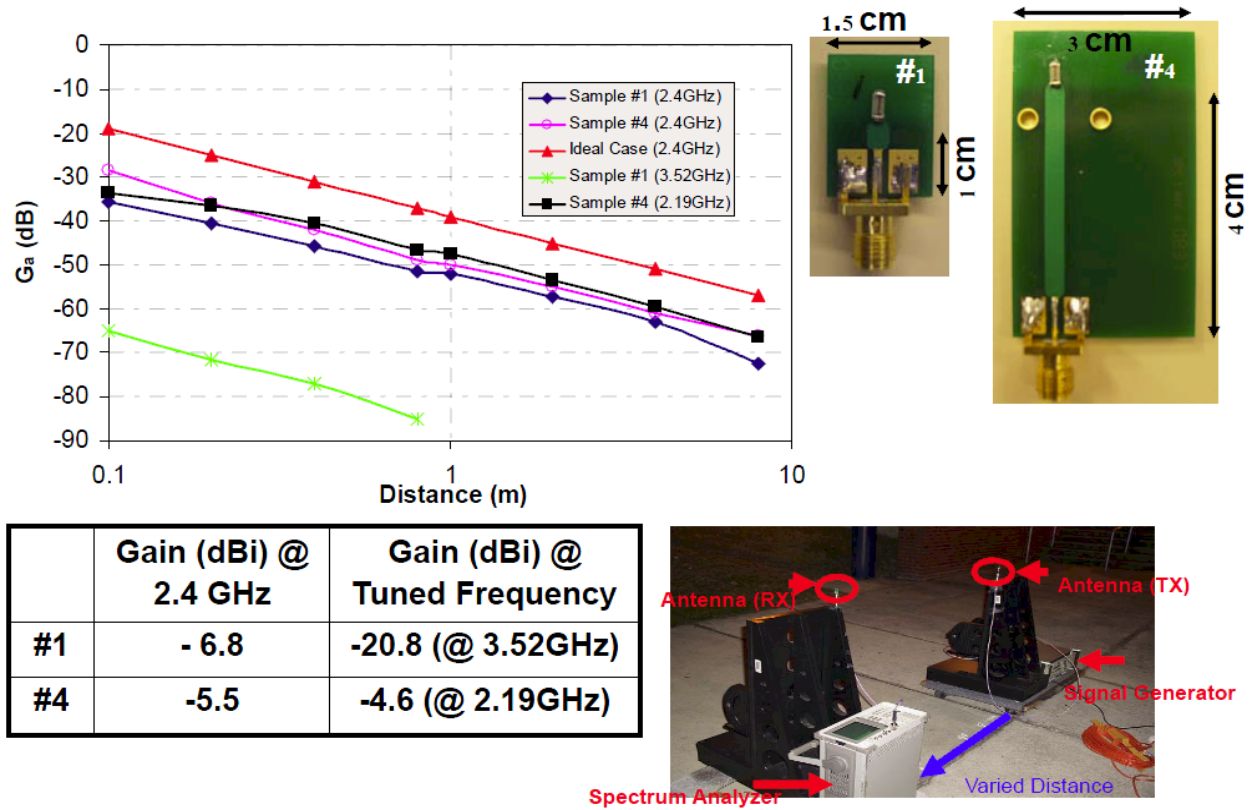 0
-10
-20
-30
-40
-50
-60
-70
-80
-90
Ga (dB)
0.1
1
10
Distance (m)
Sample #1 (2.4GHz)
Sample #4 (2.4GHz)
Ideal Case (2.4GHz)
Sample #1 (3.52GHz)
Sample #4 (2.19GHz)
1.5 cm
#1
1 cm
3 cm
#4
4 cm
Gain (dBi) @ 2.4 GHz
Gain (dBi) @ Tuned Frequency
#1
- 6.8
-20.8 (@ 3.52GHz)
#4
-5.5
-4.6 (@ 2.19GHz)
Antenna (RX)
Antenna (TX)
Signal Generator
Spectrum Analyzer
Varied Distance